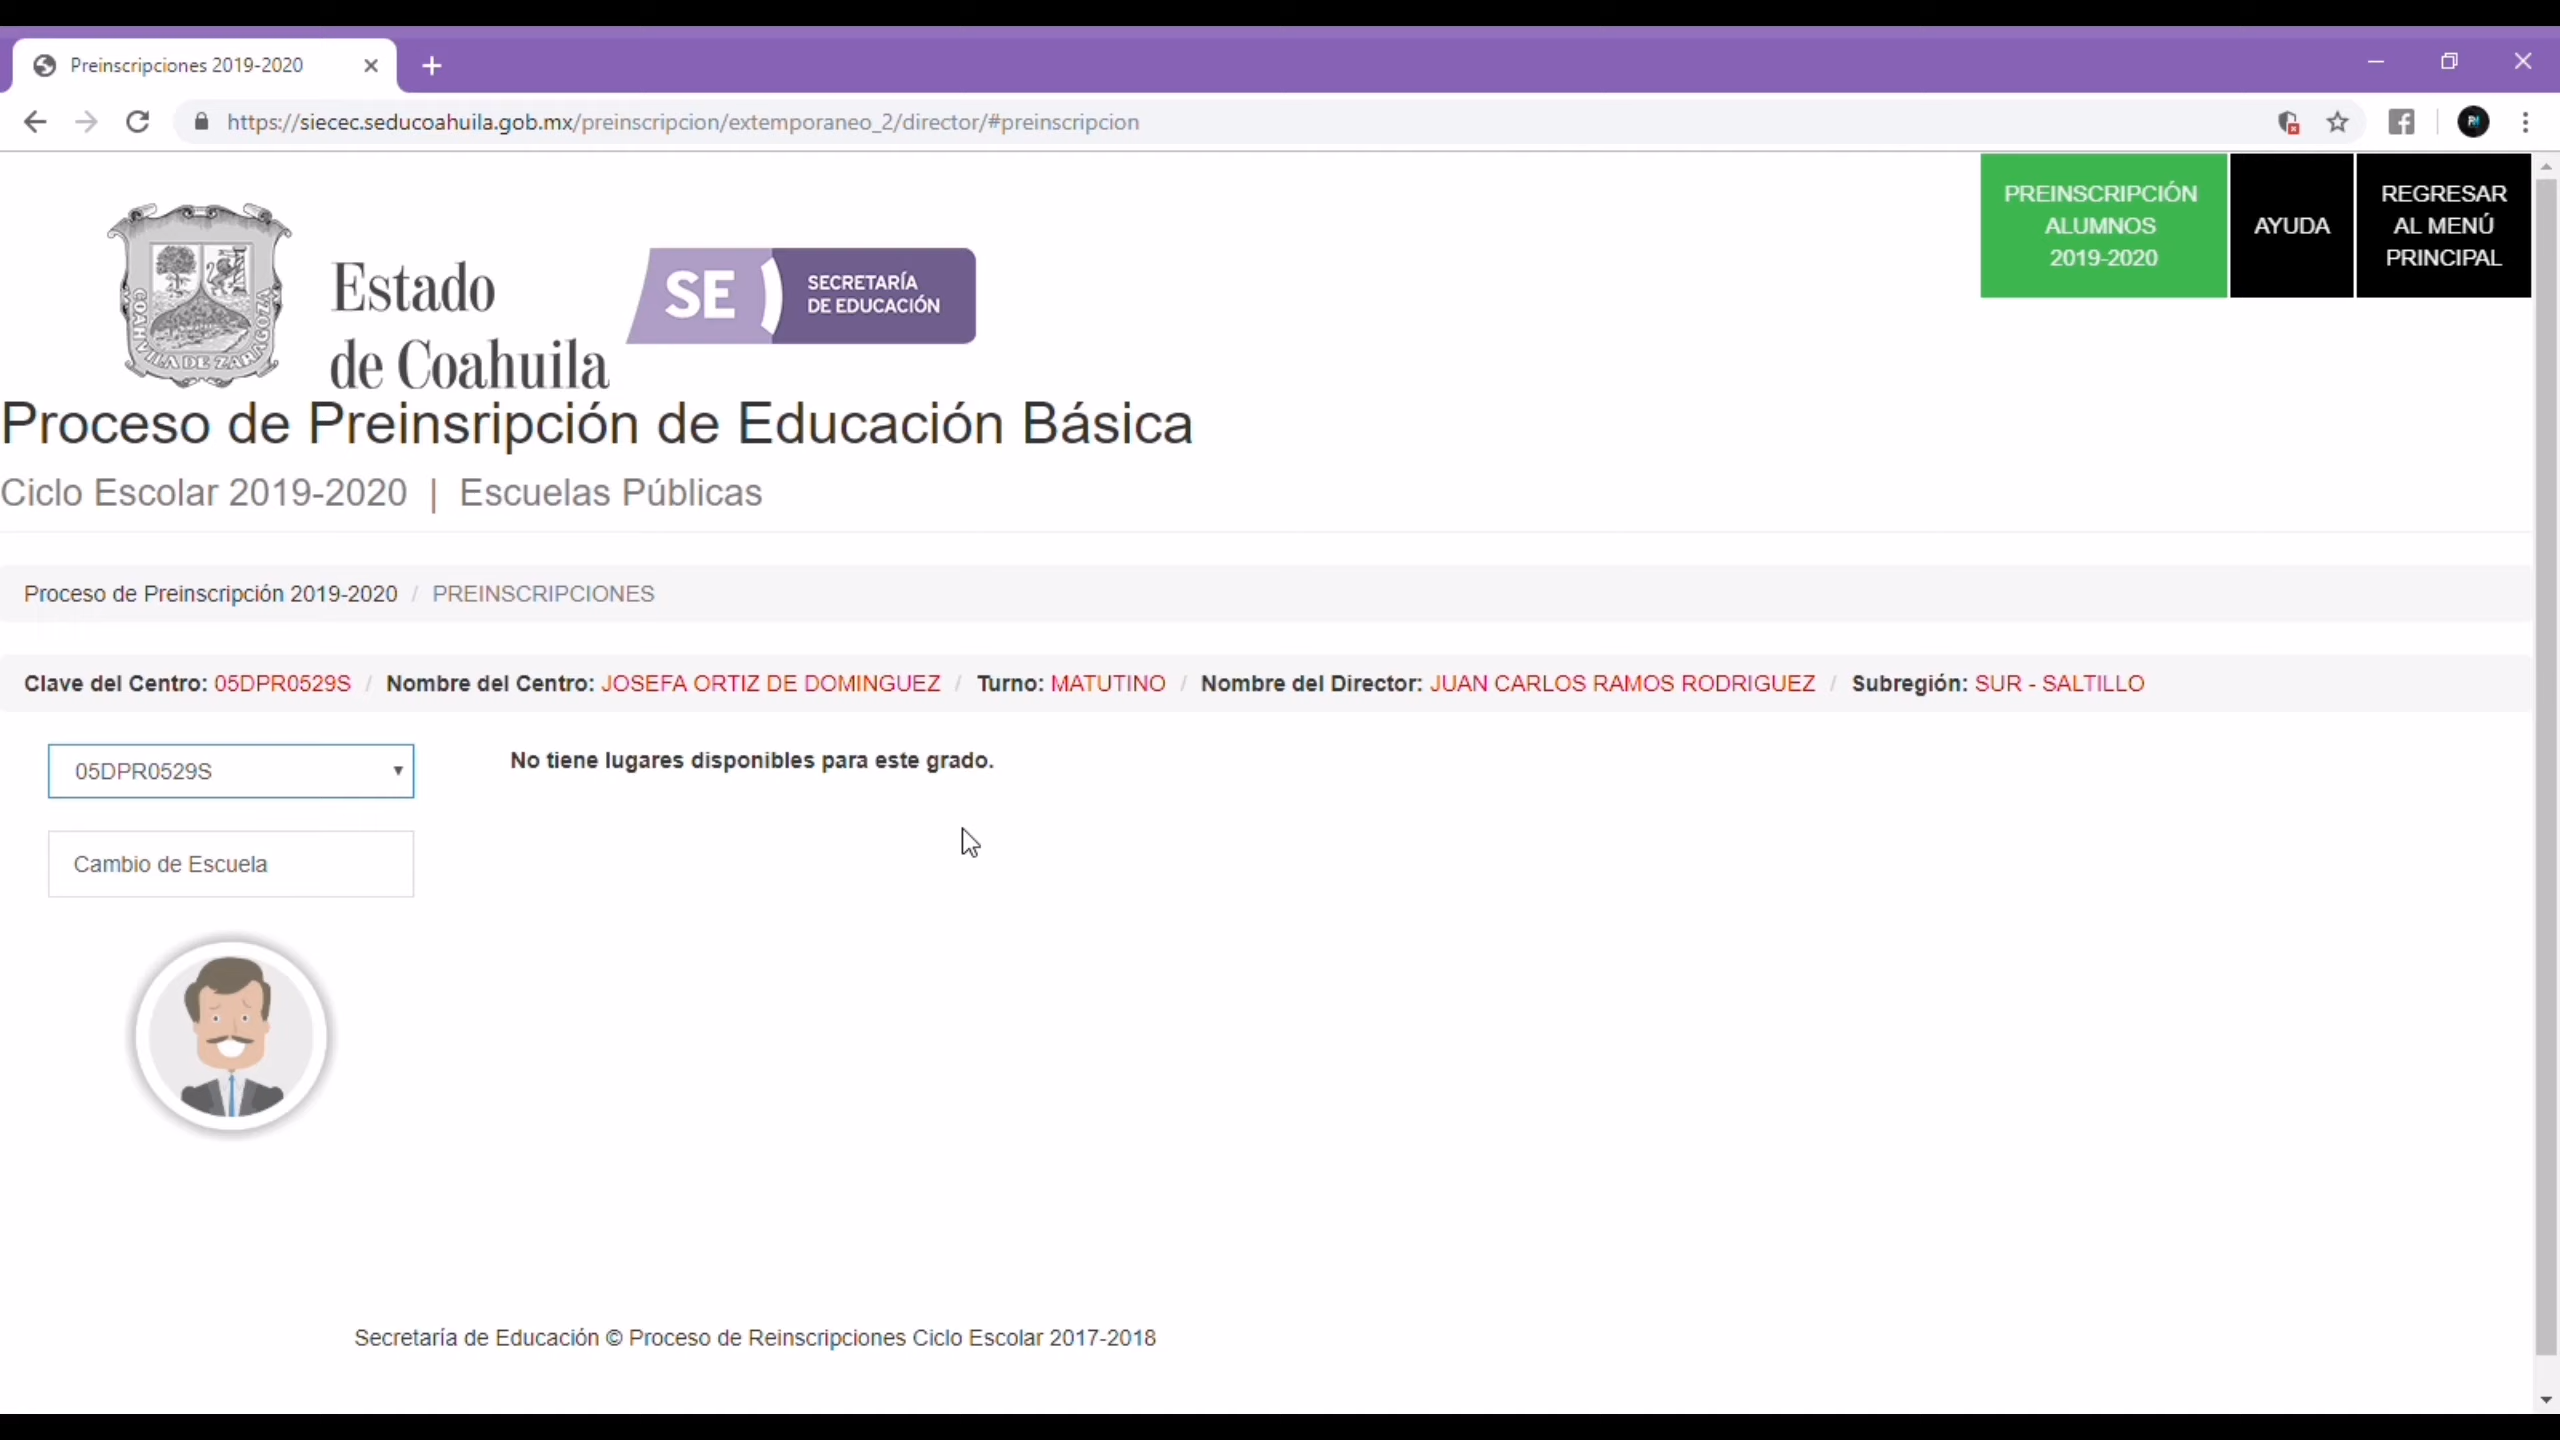 Preinscripciones 2019-2020
https://siecec.seducoahuila.gob.mx/preinscripcion/extemporaneo_2/director/#preinscripcion
PREINSCRIPCIÓN
ALUMNOS
2019-2020
AYUDA
REGRESAR
AL MENÚ
PRINCIPAL
COAHVILA DE ZARAGOZA
Estado
de Coahuila
SE
SECRETARÍA
DE EDUCACIÓN
Proceso de Preinsripción de Educación Básica
Ciclo Escolar 2019-2020 | Escuelas Públicas
Proceso de Preinscripción 2019-2020 / PREINSCRIPCIONES
Clave del Centro: 05DPR0529S / Nombre del Centro: JOSEFA ORTIZ DE DOMINGUEZ / Turno: MATUTINO / Nombre del Director: JUAN CARLOS RAMOS RODRIGUEZ / Subregión: SUR - SALTILLO
05DPR0529S
No tiene lugares disponibles para este grado.
Cambio de Escuela
Secretaría de Educación © Proceso de Reinscripciones Ciclo Escolar 2017-2018